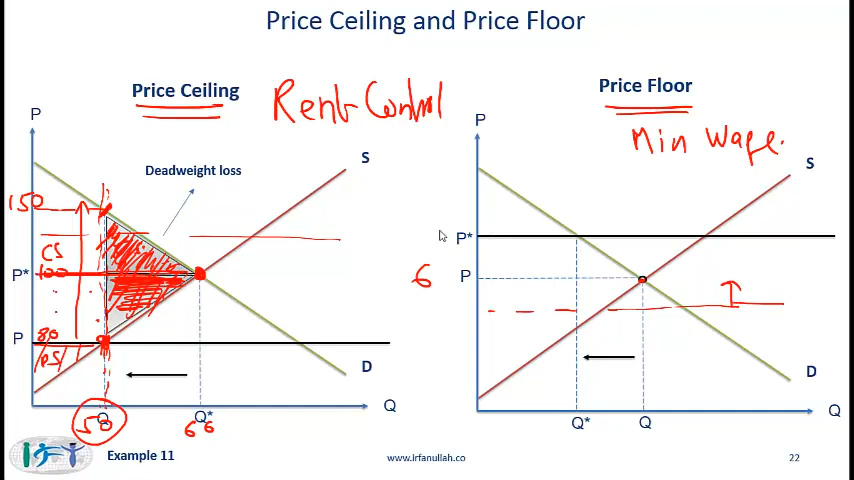 Price Ceiling and Price Floor
Price Ceiling
Rent Control
Price Floor
Min Wage.
P
S
Deadweight loss
150
CS
P* 100
P 80
PS
D
Q
50
Q*
66
Q
P
S
P*
6
P
D
Q*
Q
Q
Example 11
www.irfanullah.co
22